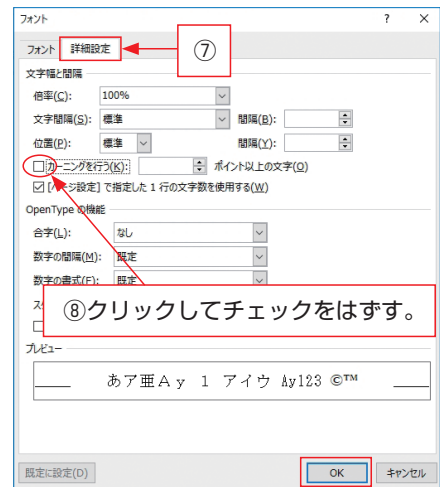 フォント ? ×
フォント 詳細設定 ⑦
文字幅と間隔
倍率(C): 100%
文字間隔(S): 標準 間隔(B):
位置(P): 標準 間隔(Y):
カーニングを行う(K): ポイント以上の文字(O)
[ページ設定] で指定した 1 行の文字数を使用する(W)
OpenType の機能
合字(L): なし
数字の間隔(M): 既定
数字の書式(F): 既定
⑧クリックしてチェックをはずす。
プレビュー
あア亜Ay 1 アイウ Ay123 ©™
既定に設定(D) OK キャンセル